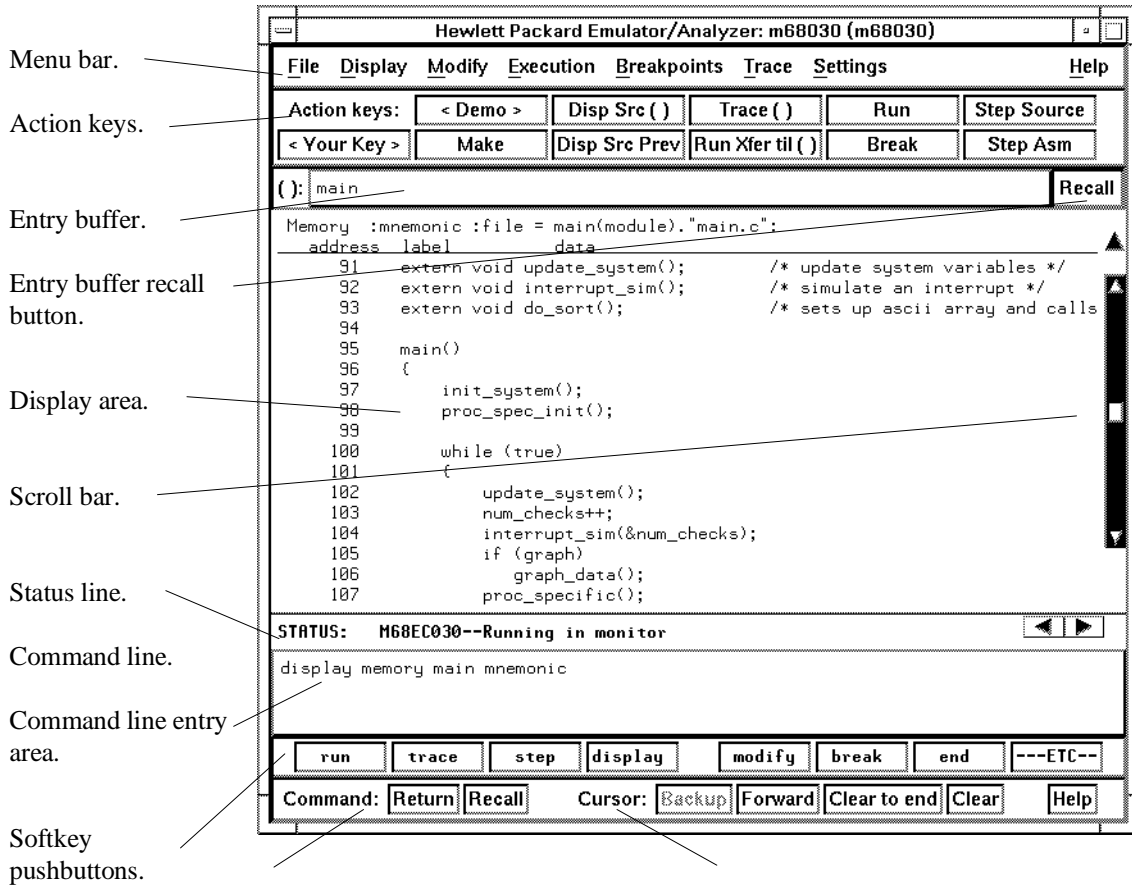 Hewlett Packard Emulator/Analyzer: m68030 (m68030)
Menu bar.
File Display Modify Execution Breakpoints Trace Settings Help
Action keys.
Action keys: < Demo > Disp Src ( ) Trace ( ) Run Step Source
< Your Key > Make Disp Src Prev Run Xfer til ( ) Break Step Asm
( ): main Recall
Entry buffer.
Memory :mnemonic :file = main(module)."main.c":
address label data
91 extern void update_system(); /* update system variables */
92 extern void interrupt_sim(); /* simulate an interrupt */
93 extern void do_sort(); /* sets up ascii array and calls
94
95 main()
96 {
97 init_system();
98 proc_spec_init();
99
100 while (true)
101 {
102 update_system();
103 num_checks++;
104 interrupt_sim(&num_checks);
105 if (graph)
106 graph_data();
107 proc_specific();
Entry buffer recall
button.
Display area.
Scroll bar.
Status line.
STATUS: M68EC030--Running in monitor
Command line.
display memory main mnemonic
Command line entry
area.
run trace step display modify break end ---ETC--
Command: Return Recall Cursor: Backup Forward Clear to end Clear Help
Softkey
pushbuttons.